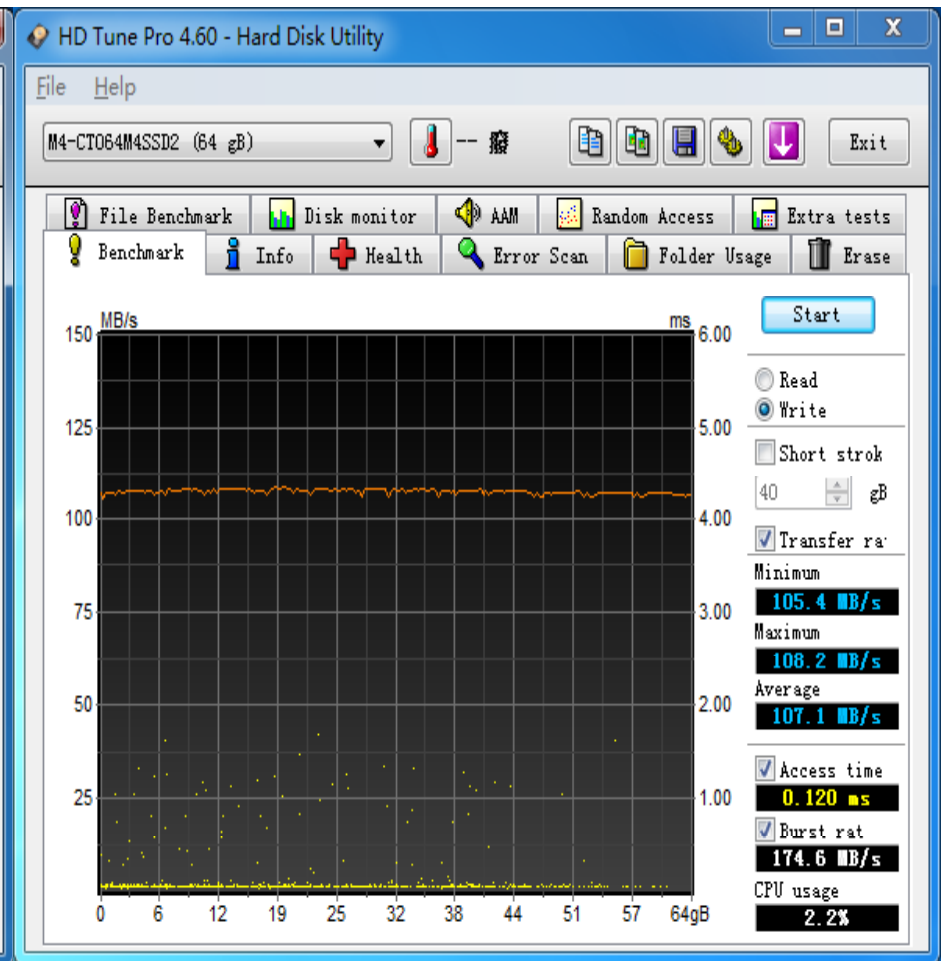 HD Tune Pro 4.60 - Hard Disk Utility
File Help
M4-CT064M4SSD2 (64 gB)
-- 癈
Exit
File Benchmark Disk monitor AAM Random Access Extra tests
Benchmark Info Health Error Scan Folder Usage Erase
Start
MB/s ms
150 6.00
Read
Write
125 5.00
Short strok
40 gB
100 4.00
Transfer ra
Minimum
105.4 MB/s
75 3.00
Maximum
108.2 MB/s
Average
50 2.00
107.1 MB/s
Access time
25 1.00
0.120 ms
Burst rat
174.6 MB/s
CPU usage
2.2%
0 6 12 19 25 32 38 44 51 57 64gB